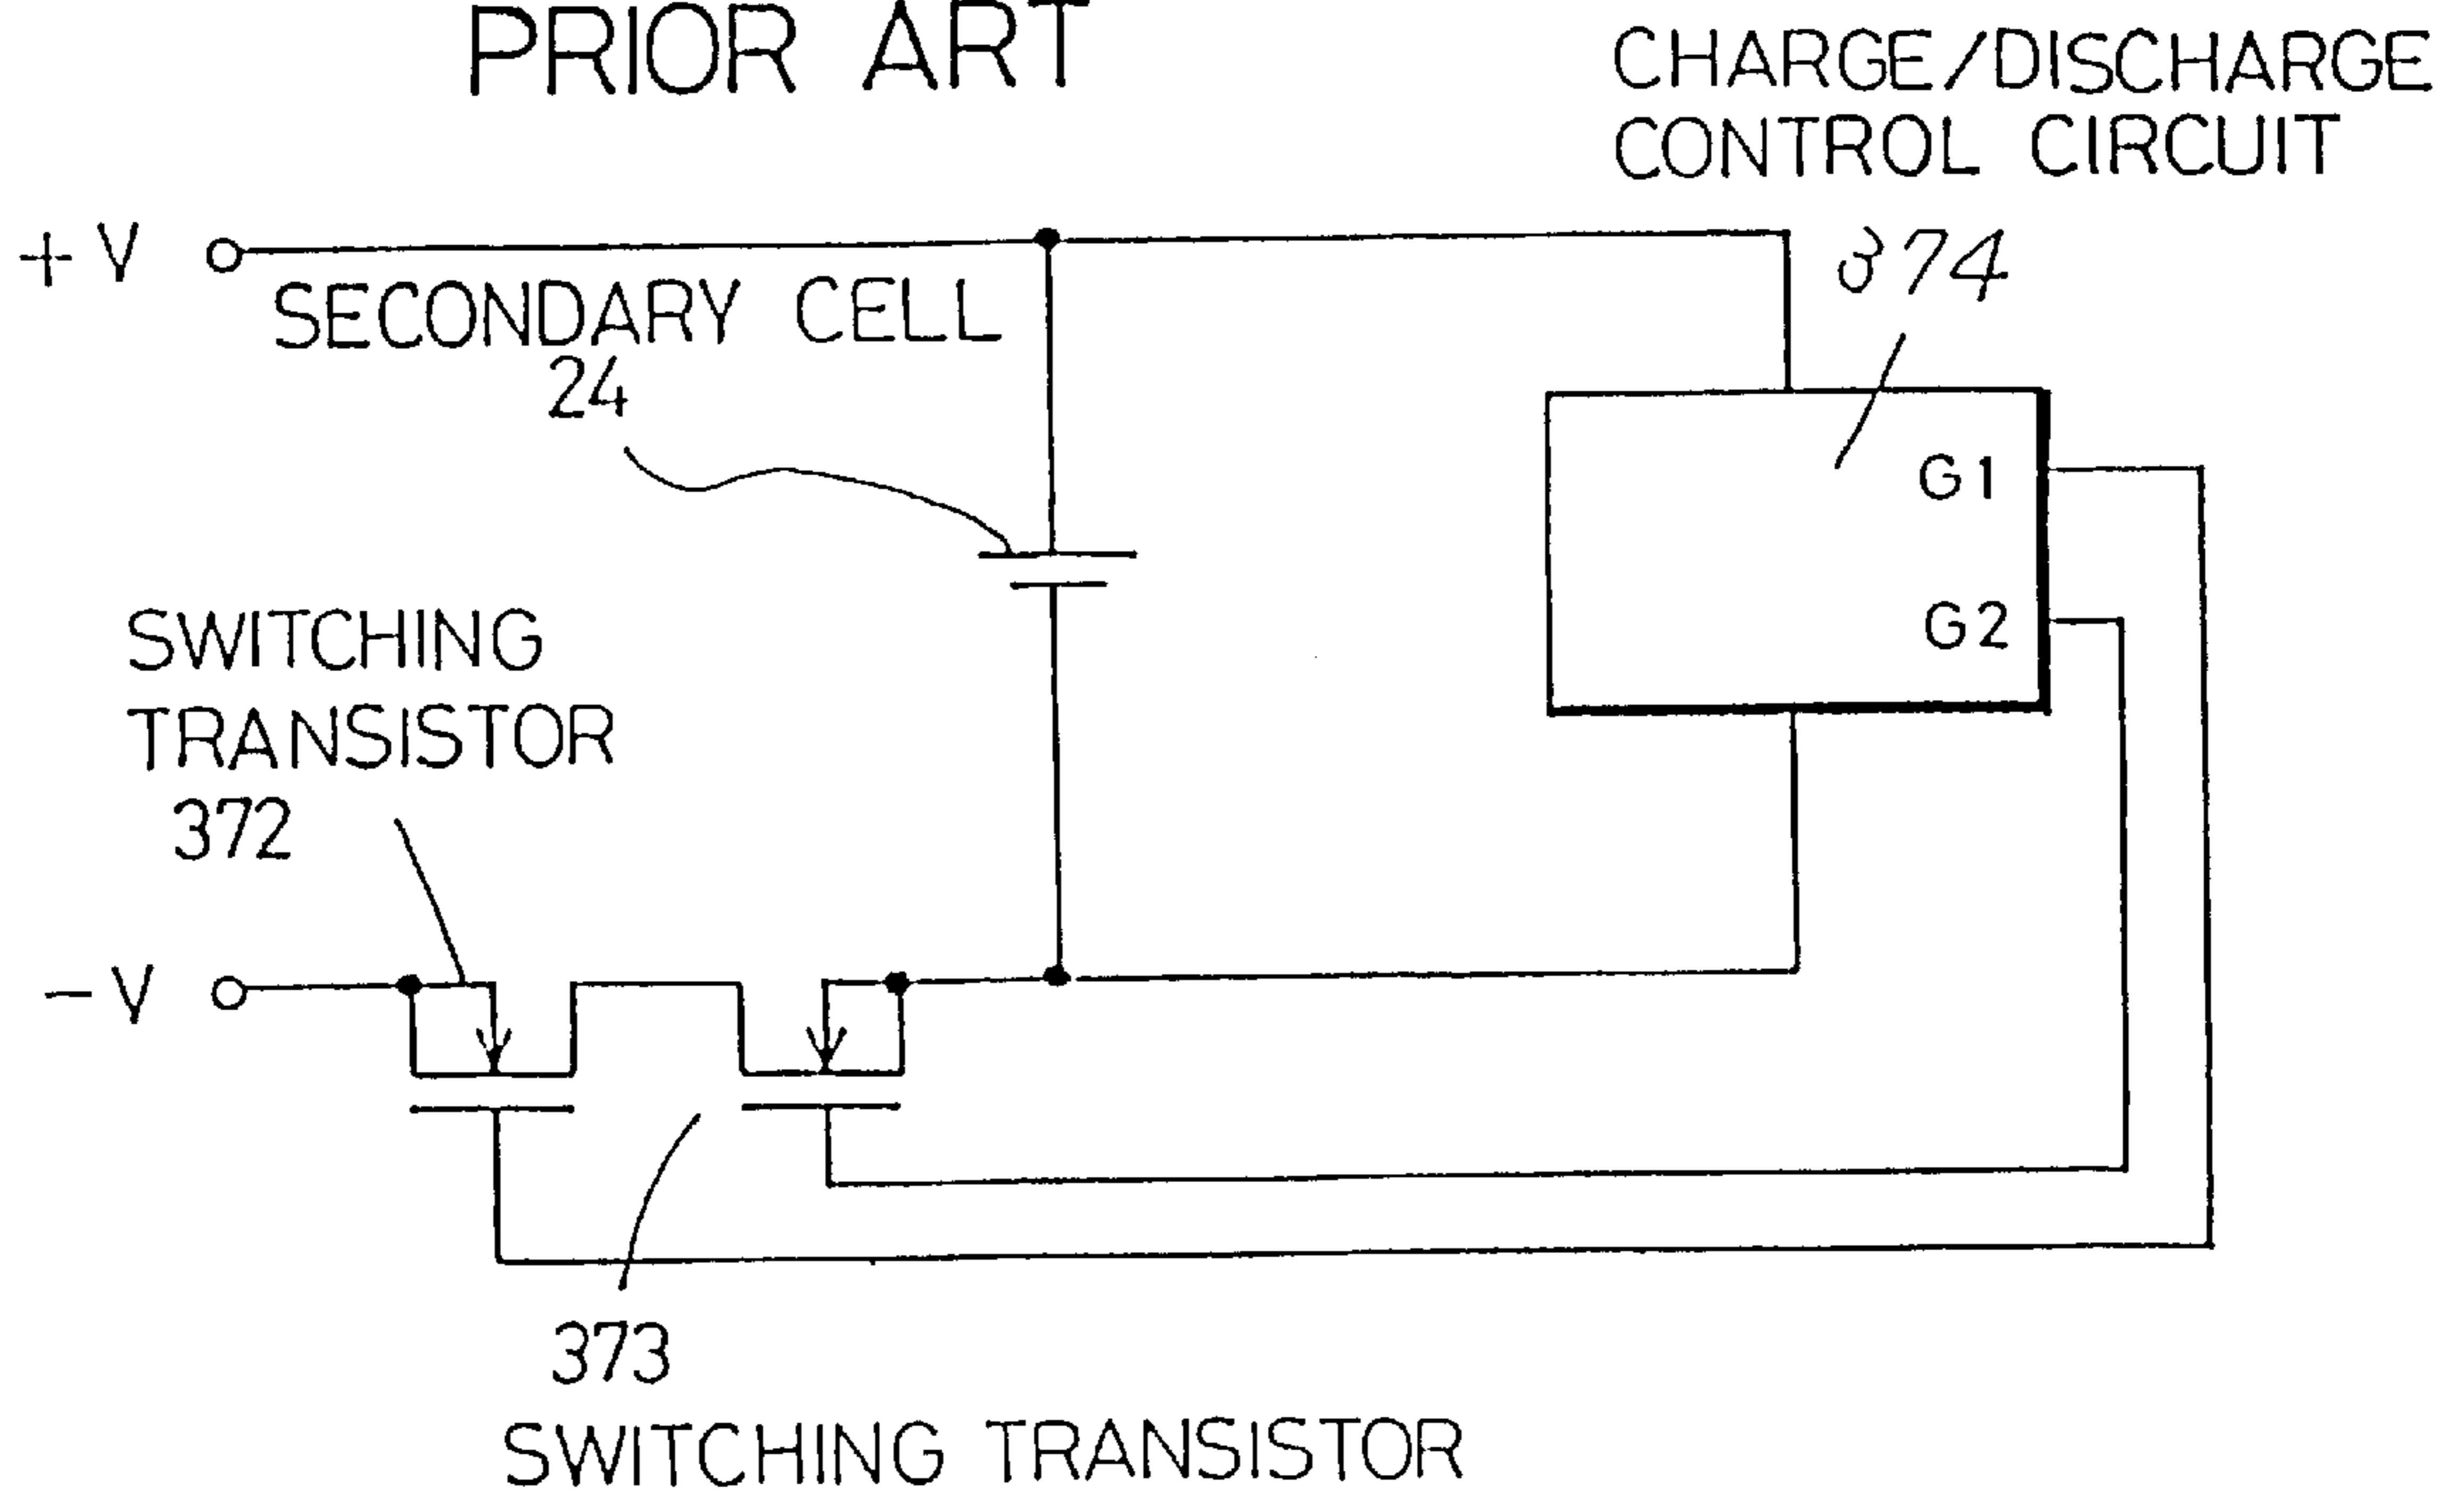 PRIOR ART
CHARGE/DISCHARGE
CONTROL CIRCUIT
+V
374
SECONDARY CELL
24
G1
G2
SWITCHING
TRANSISTOR
372
-V
373
SWITCHING TRANSISTOR